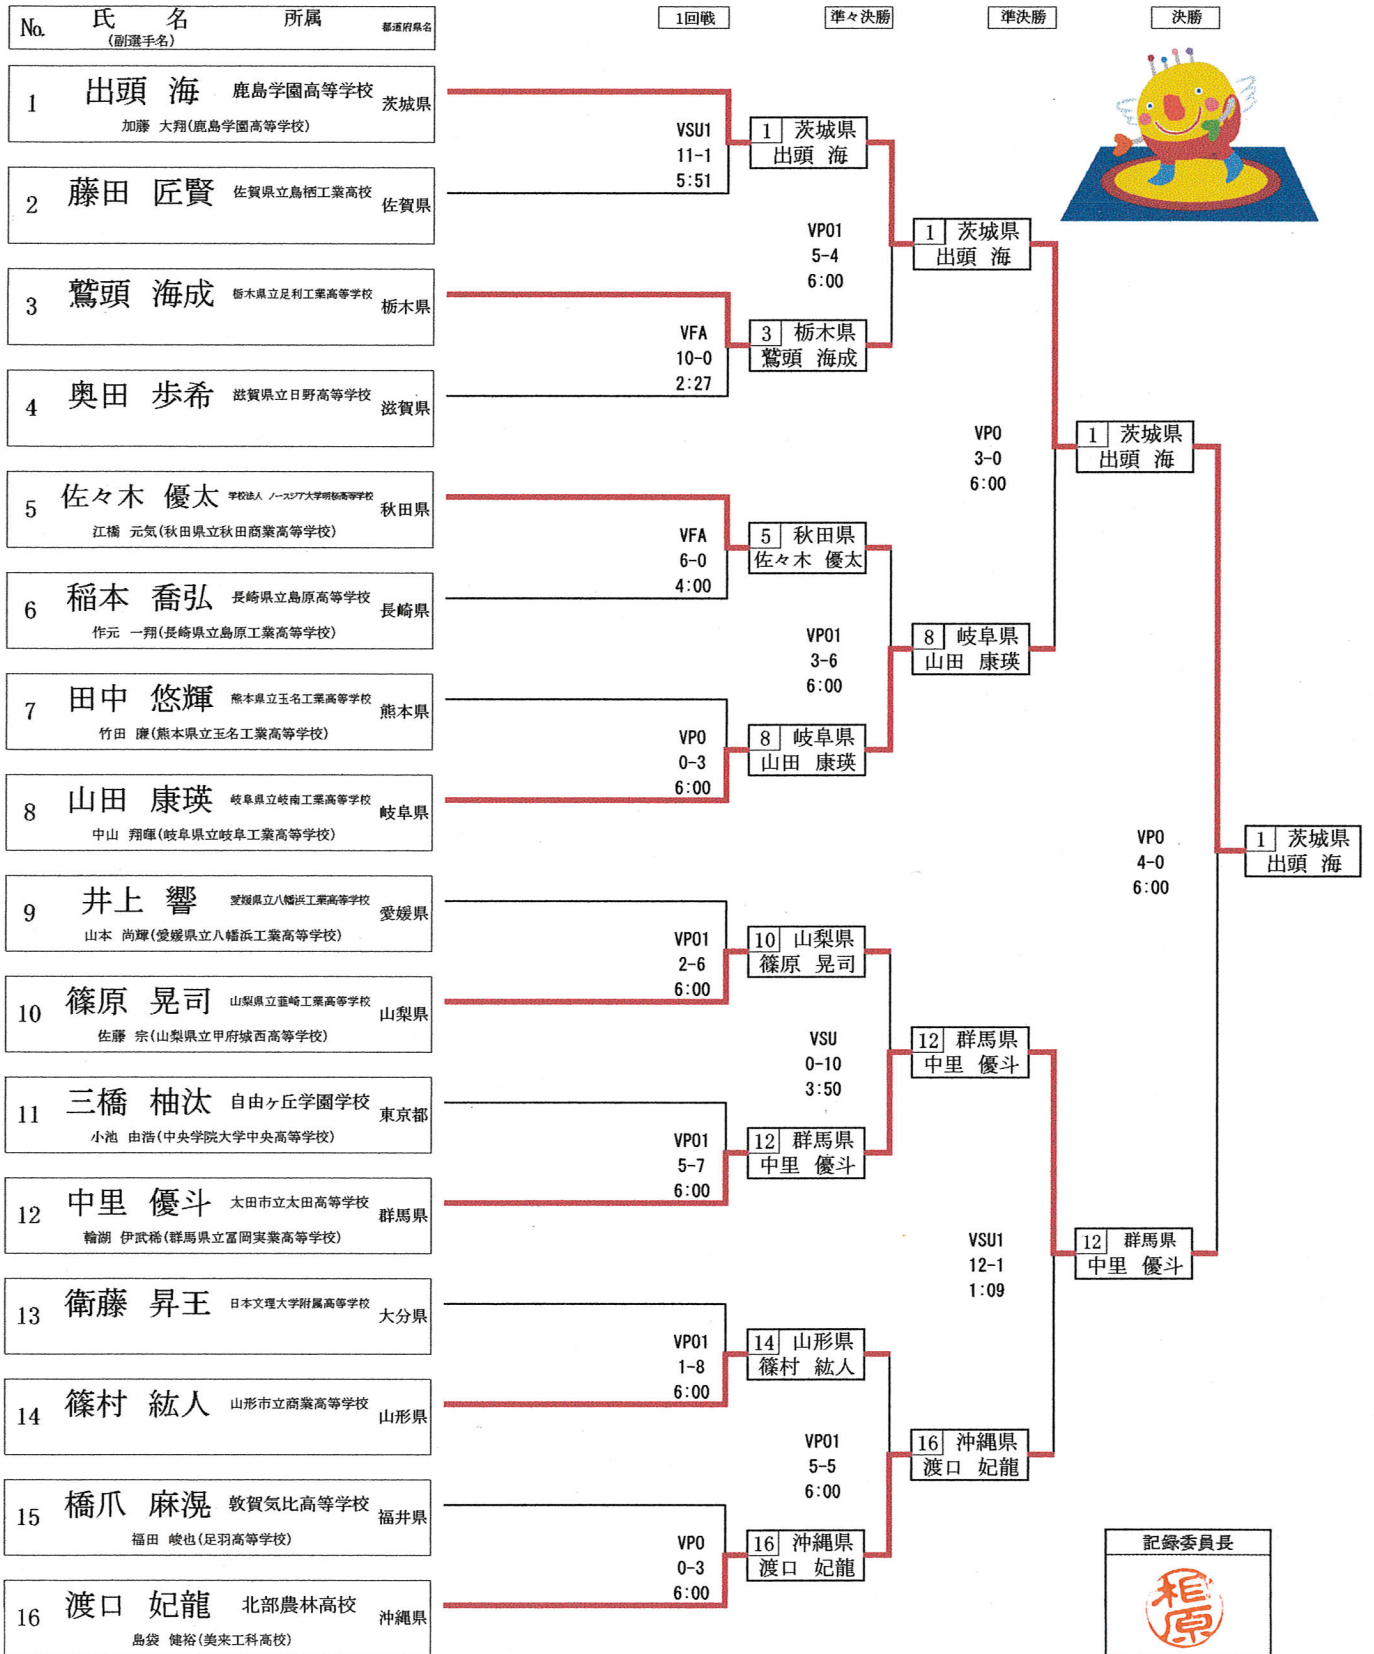 No. 氏 名 所属 都道府県名 1回戦 準々決勝 準決勝 決勝
(副選手名)
1 出頭 海 鹿島学園高等学校 茨城県
加藤 大翔(鹿島学園高等学校)
2 藤田 匠賢 佐賀県立鳥栖工業高校 佐賀県
3 鷲頭 海成 栃木県立足利工業高等学校 栃木県
4 奥田 歩希 滋賀県立日野高等学校 滋賀県
5 佐々木 優太 学校法人 ノースアジア大学明桜高等学校 秋田県
江橋 元気(秋田県立秋田商業高等学校)
6 稲本 喬弘 長崎県立島原高等学校 長崎県
作元 一翔(長崎県立島原工業高等学校)
7 田中 悠輝 熊本県立玉名工業高等学校 熊本県
竹田 廉(熊本県立玉名工業高等学校)
8 山田 康瑛 岐阜県立岐南工業高等学校 岐阜県
中山 翔暉(岐阜県立岐阜工業高等学校)
9 井上 響 愛媛県立八幡浜工業高等学校 愛媛県
山本 尚輝(愛媛県立八幡浜工業高等学校)
10 篠原 晃司 山梨県立韮崎工業高等学校 山梨県
佐藤 宗(山梨県立甲府城西高等学校)
11 三橋 柚汰 自由ヶ丘学園学校 東京都
小池 由浩(中央学院大学中央高等学校)
12 中里 優斗 太田市立太田高等学校 群馬県
輪湖 伊武稀(群馬県立富岡実業高等学校)
13 衛藤 昇王 日本文理大学附属高等学校 大分県
14 篠村 紘人 山形市立商業高等学校 山形県
15 橋爪 麻滉 敦賀気比高等学校 福井県
福田 峻也(足羽高等学校)
16 渡口 妃龍 北部農林高校 沖縄県
島袋 健裕(美来工科高校)
VSU1
11-1
5:51
VFA
10-0
2:27
VFA
6-0
4:00
VPO
0-3
6:00
VPO1
2-6
6:00
VPO1
5-7
6:00
VPO1
1-8
6:00
VPO
0-3
6:00
1 茨城県
出頭 海
3 栃木県
鷲頭 海成
5 秋田県
佐々木 優太
8 岐阜県
山田 康瑛
10 山梨県
篠原 晃司
12 群馬県
中里 優斗
14 山形県
篠村 紘人
16 沖縄県
渡口 妃龍
VPO1
5-4
6:00
VPO1
3-6
6:00
VSU
0-10
3:50
VPO1
5-5
6:00
1 茨城県
出頭 海
8 岐阜県
山田 康瑛
12 群馬県
中里 優斗
16 沖縄県
渡口 妃龍
VPO
3-0
6:00
VSU1
12-1
1:09
1 茨城県
出頭 海
12 群馬県
中里 優斗
VPO
4-0
6:00
1 茨城県
出頭 海
記録委員長
相原